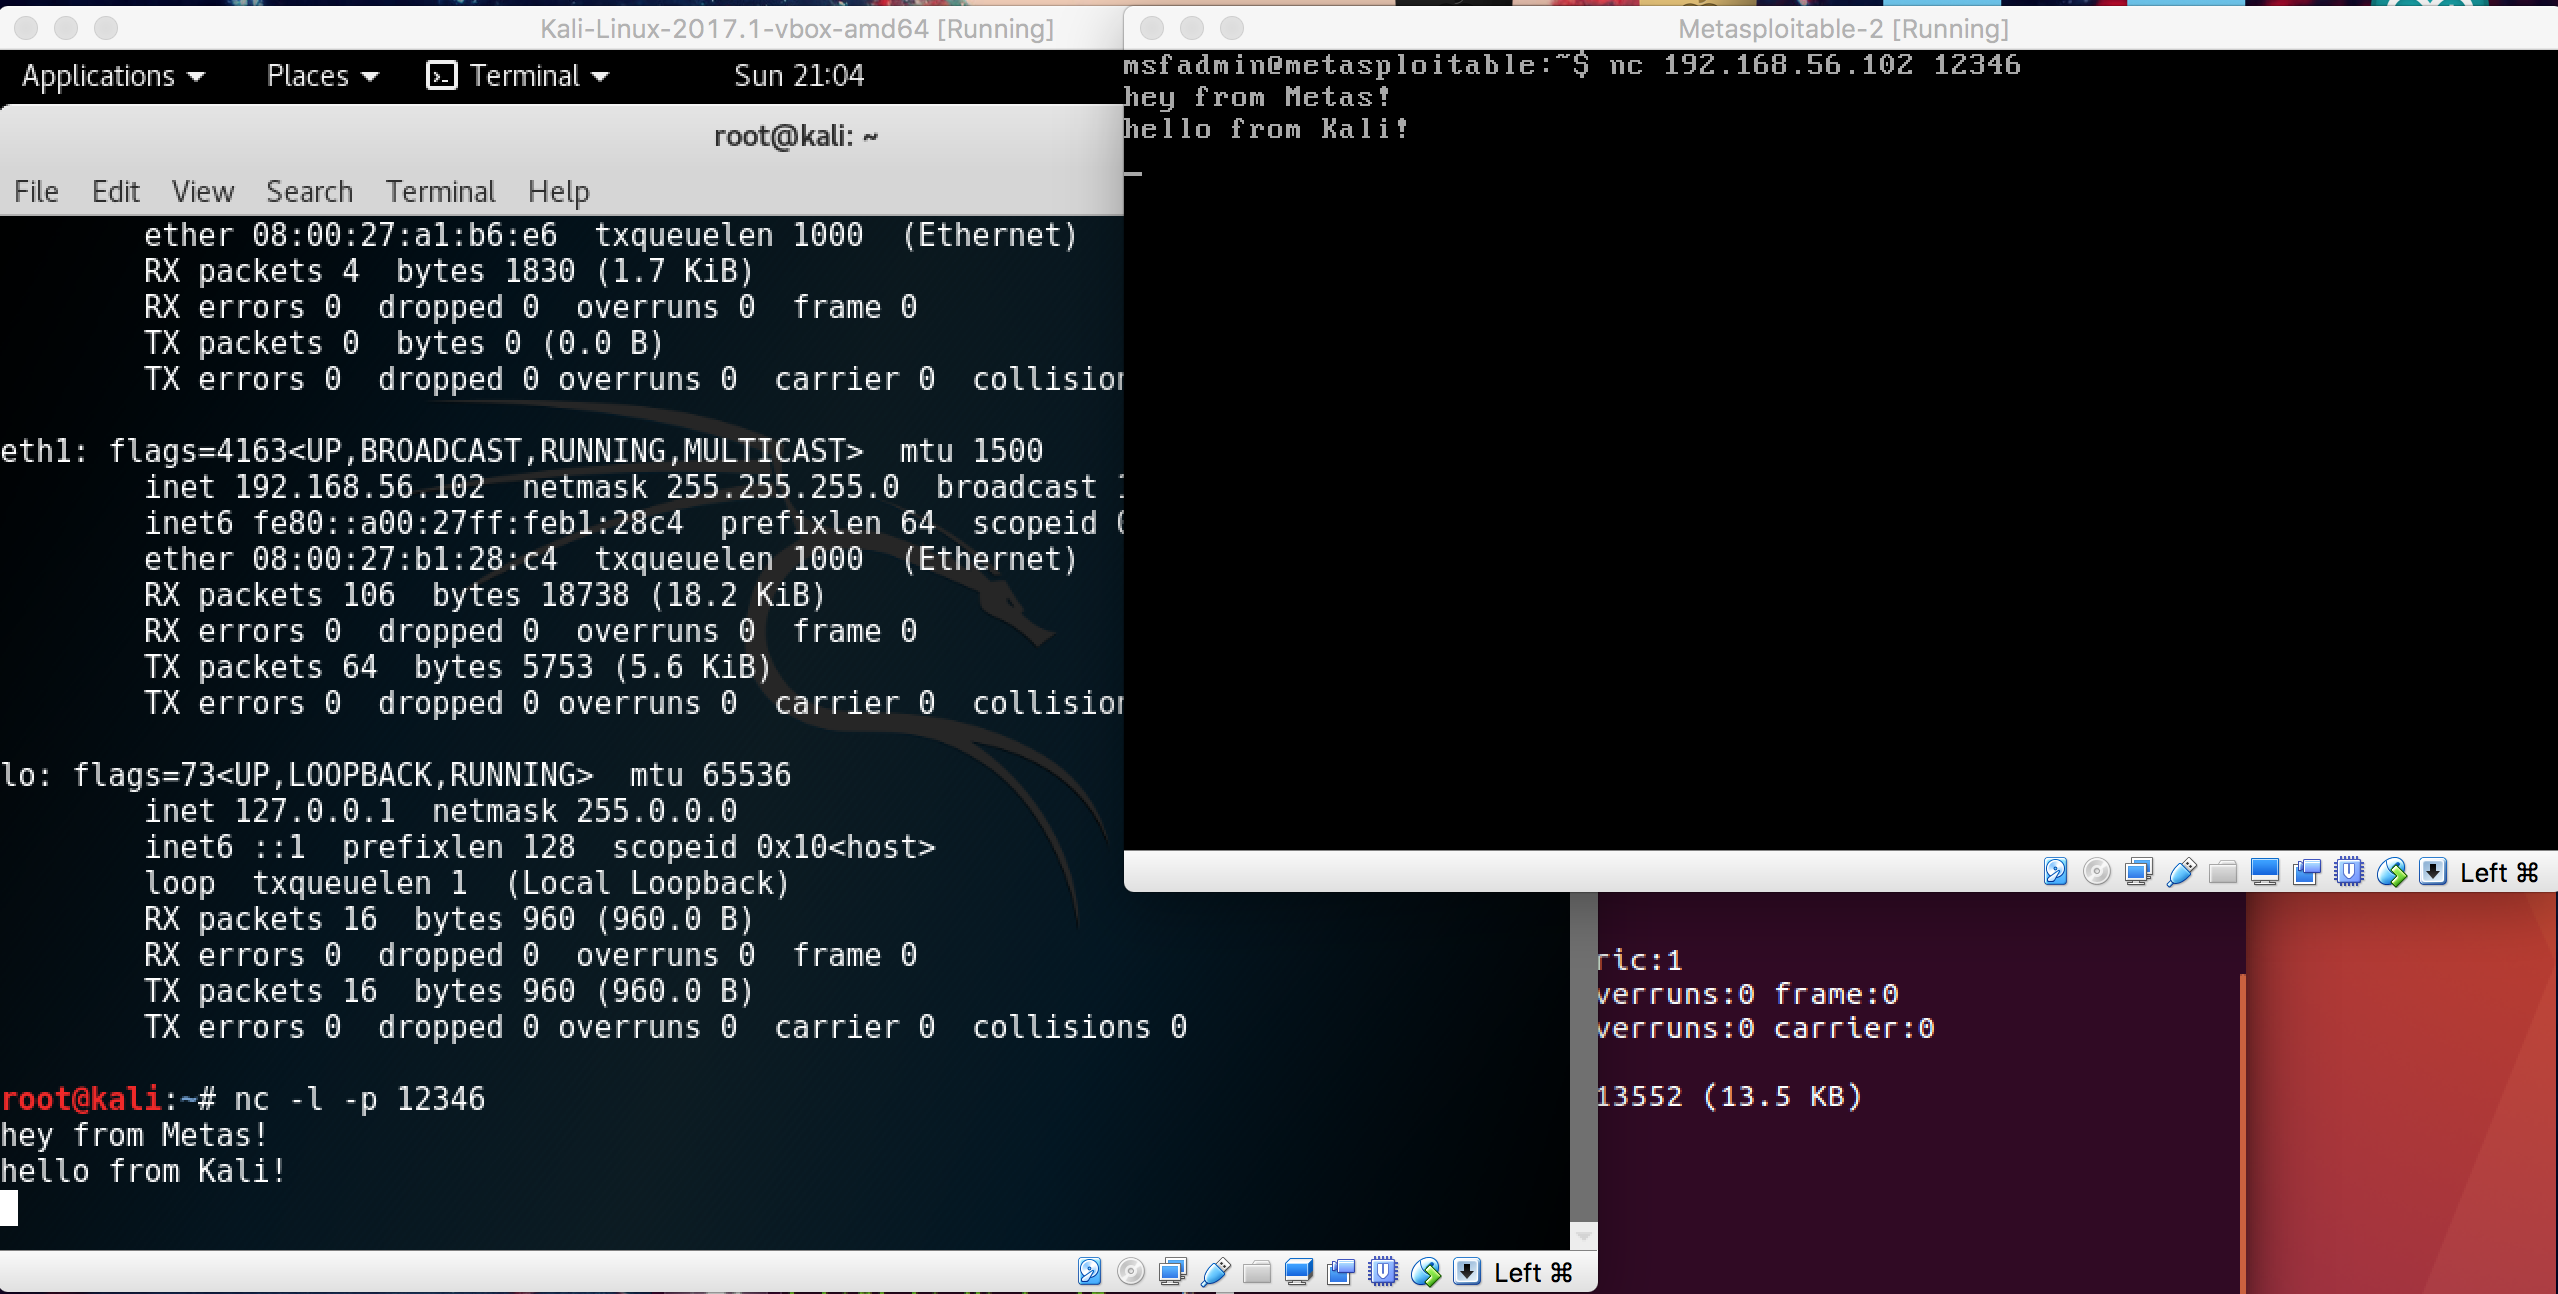 Kali-Linux-2017.1-vbox-amd64 [Running]
Applications Places Terminal Sun 21:04
root@kali: ~
File Edit View Search Terminal Help
ether 08:00:27:a1:b6:e6 txqueuelen 1000 (Ethernet)
RX packets 4 bytes 1830 (1.7 KiB)
RX errors 0 dropped 0 overruns 0 frame 0
TX packets 0 bytes 0 (0.0 B)
TX errors 0 dropped 0 overruns 0 carrier 0 collision
eth1: flags=4163<UP,BROADCAST,RUNNING,MULTICAST> mtu 1500
inet 192.168.56.102 netmask 255.255.255.0 broadcast
inet6 fe80::a00:27ff:feb1:28c4 prefixlen 64 scopeid
ether 08:00:27:b1:28:c4 txqueuelen 1000 (Ethernet)
RX packets 106 bytes 18738 (18.2 KiB)
RX errors 0 dropped 0 overruns 0 frame 0
TX packets 64 bytes 5753 (5.6 KiB)
TX errors 0 dropped 0 overruns 0 carrier 0 collision
lo: flags=73<UP,LOOPBACK,RUNNING> mtu 65536
inet 127.0.0.1 netmask 255.0.0.0
inet6 ::1 prefixlen 128 scopeid 0x10<host>
loop txqueuelen 1 (Local Loopback)
RX packets 16 bytes 960 (960.0 B)
RX errors 0 dropped 0 overruns 0 frame 0
TX packets 16 bytes 960 (960.0 B)
TX errors 0 dropped 0 overruns 0 carrier 0 collisions 0
root@kali:~# nc -l -p 12346
hey from Metas!
hello from Kali!
Left ⌘
Metasploitable-2 [Running]
msfadmin@metasploitable:~$ nc 192.168.56.102 12346
hey from Metas!
hello from Kali!
Left ⌘
ric:1
verruns:0 frame:0
verruns:0 carrier:0
13552 (13.5 KB)